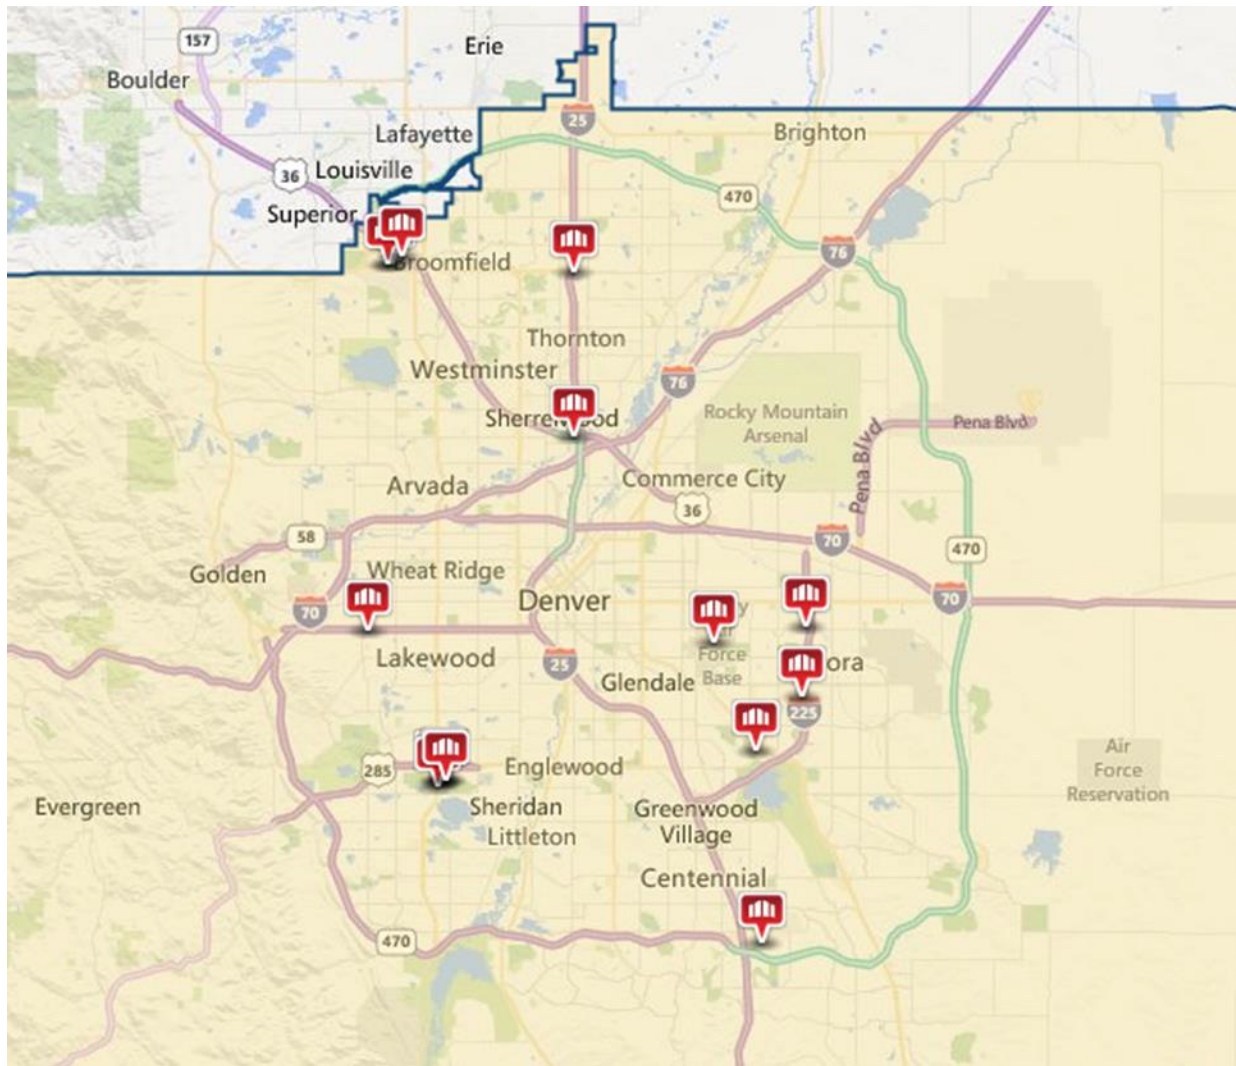 157
Erie
Boulder
25
Lafayette
Brighton
36
Louisville
470
Superior
76
Broomfield
Thornton
Westminster
76
Rocky Mountain
Arsenal
Pena Blvd
Pena Blvd
Arvada
Commerce City
36
58
70
470
Golden
Wheat Ridge
70
Denver
70
Lakewood
25
Force
Base
ora
Glendale
225
285
Englewood
Air
Force
Reservation
Evergreen
Sheridan
Littleton
Greenwood
Village
Centennial
470